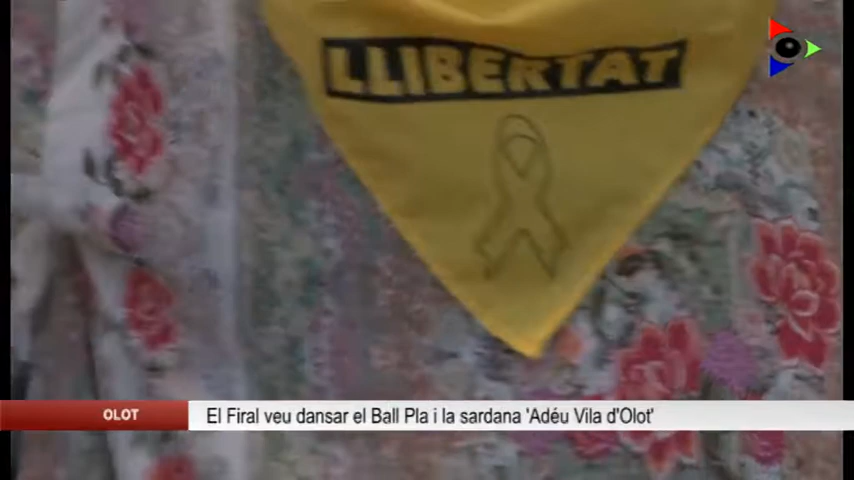 LLIBERTAT
OLOT El Firal veu dansar el Ball Pla i la sardana 'Adéu Vila d'Olot'